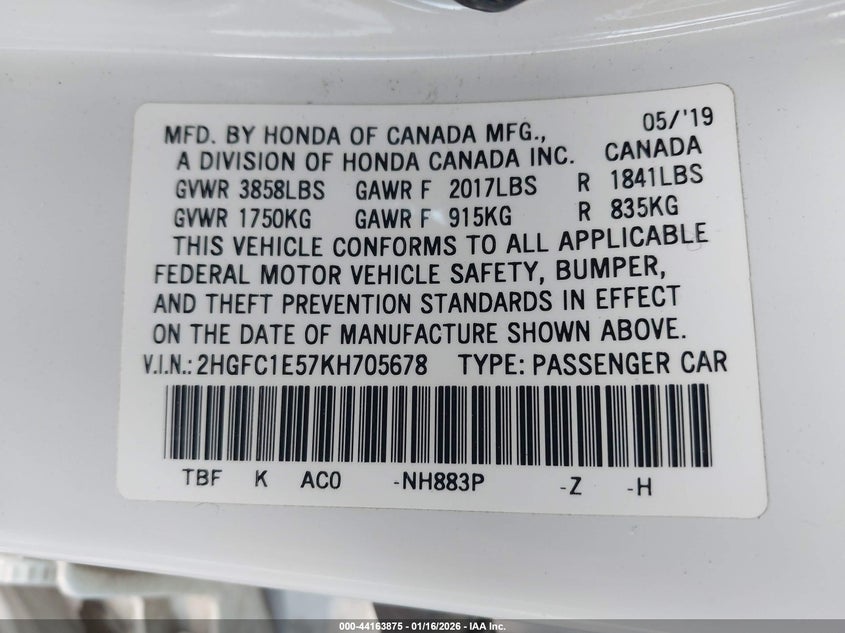 MFD. BY HONDA OF CANADA MFG., 05/'19
A DIVISION OF HONDA CANADA INC. CANADA
GVWR 3858LBS GAWR F 2017LBS R 1841LBS
GVWR 1750KG GAWR F 915KG R 835KG
THIS VEHICLE CONFORMS TO ALL APPLICABLE
FEDERAL MOTOR VEHICLE SAFETY, BUMPER,
AND THEFT PREVENTION STANDARDS IN EFFECT
ON THE DATE OF MANUFACTURE SHOWN ABOVE.
V.I.N.: 2HGFC1E57KH705678 TYPE: PASSENGER CAR
TBF K AC0 -NH883P -Z -H
000-44163875 - 01/16/2026 - IAA Inc.